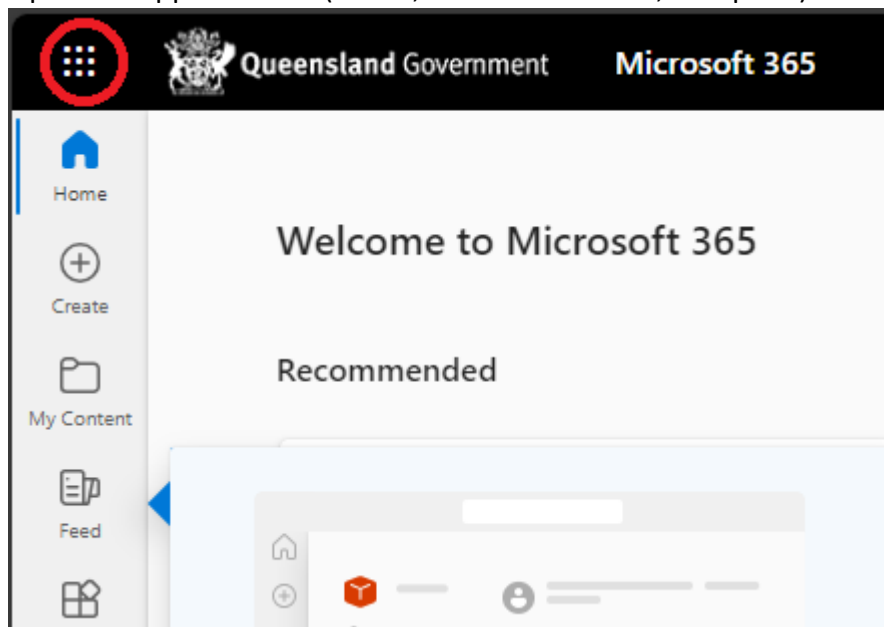 Queensland Government
Microsoft 365
Home
Welcome to Microsoft 365
Create
Recommended
My Content
Feed